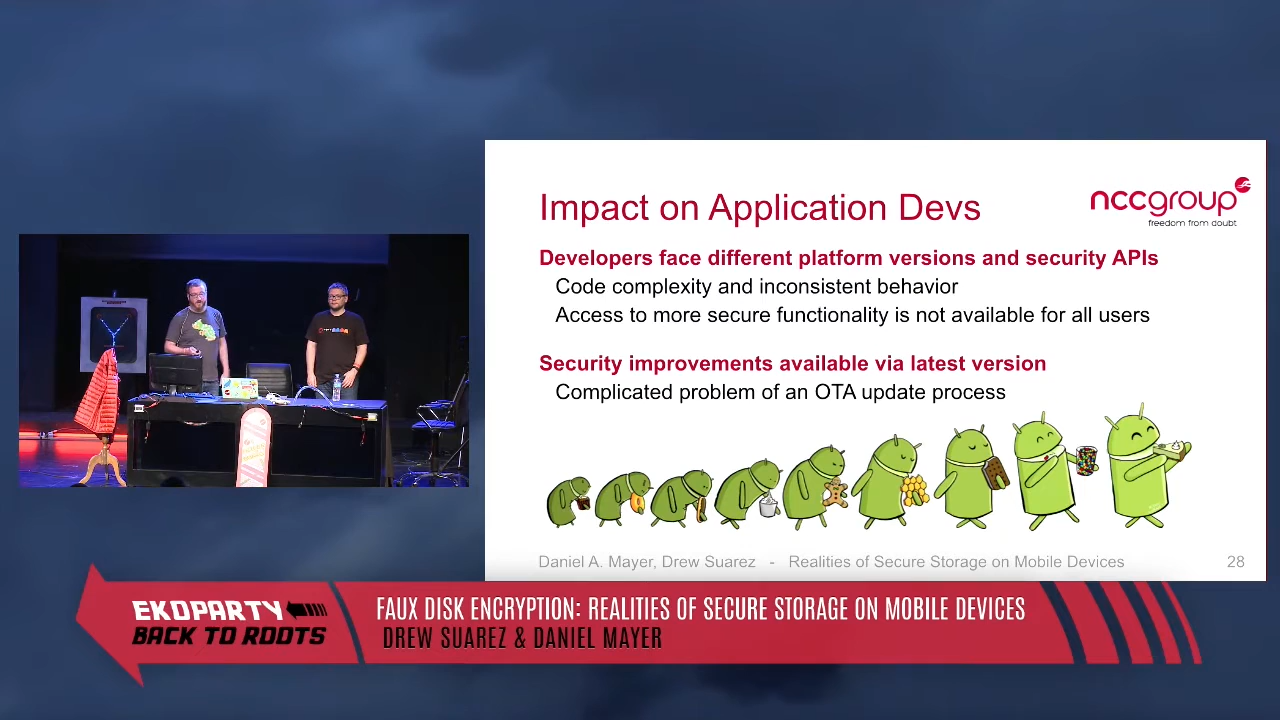 Impact on Application Devs
nccgroup
freedom from doubt
Developers face different platform versions and security APIs
Code complexity and inconsistent behavior
Access to more secure functionality is not available for all users
Security improvements available via latest version
Complicated problem of an OTA update process
Daniel A. Mayer, Drew Suarez - Realities of Secure Storage on Mobile Devices 28
EKOPARTY
BACK TO ROOTS
FAUX DISK ENCRYPTION: REALITIES OF SECURE STORAGE ON MOBILE DEVICES
DREW SUAREZ & DANIEL MAYER